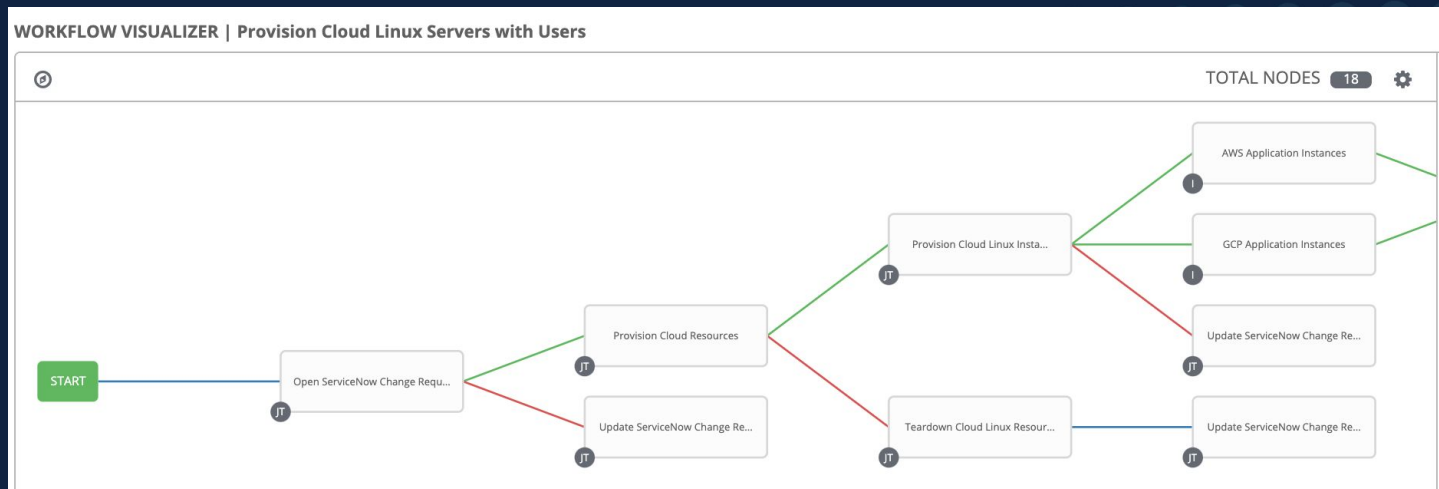 WORKFLOW VISUALIZER | Provision Cloud Linux Servers with Users
TOTAL NODES 18
START
Open ServiceNow Change Requ...
JT
Provision Cloud Resources
JT
Update ServiceNow Change Re...
JT
Provision Cloud Linux Insta...
JT
Teardown Cloud Linux Resour...
JT
AWS Application Instances
I
GCP Application Instances
I
Update ServiceNow Change Re...
JT
Update ServiceNow Change Re...
JT